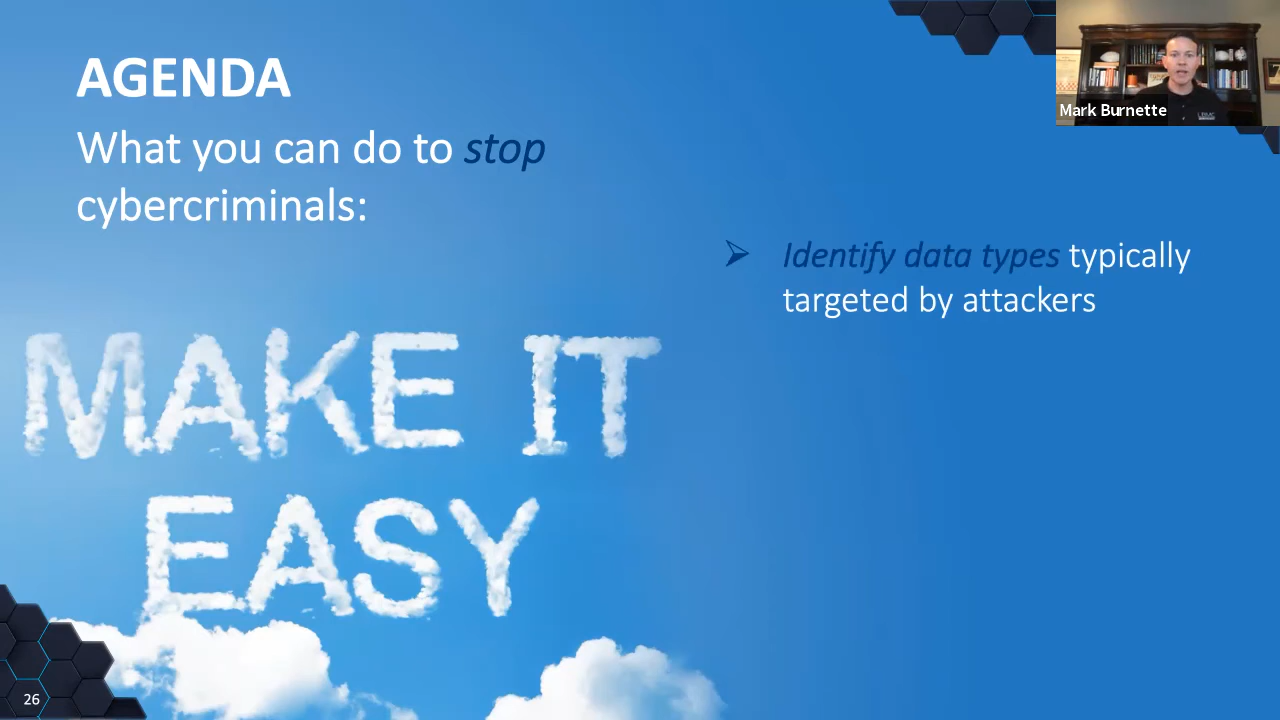 AGENDA
What you can do to stop
cybercriminals:
Mark Burnette
Identify data types typically
targeted by attackers
MAKE IT
EASY
26